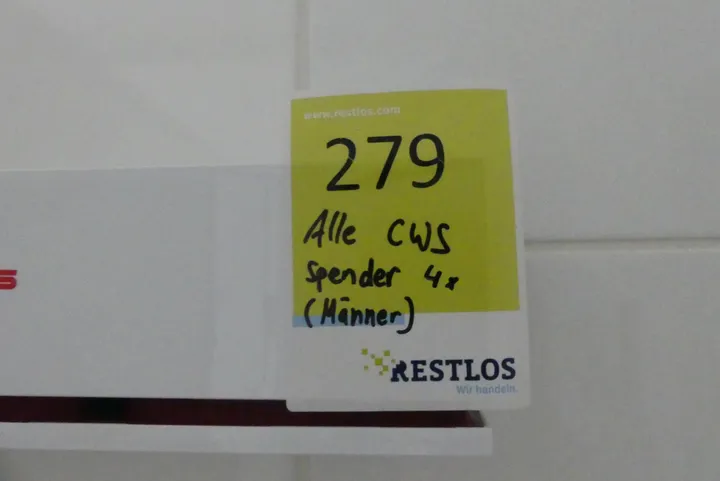 www.restlos.com
279
Alle CWS
Spender 4x
(Männer)
RESTLOS
Wir handeln.